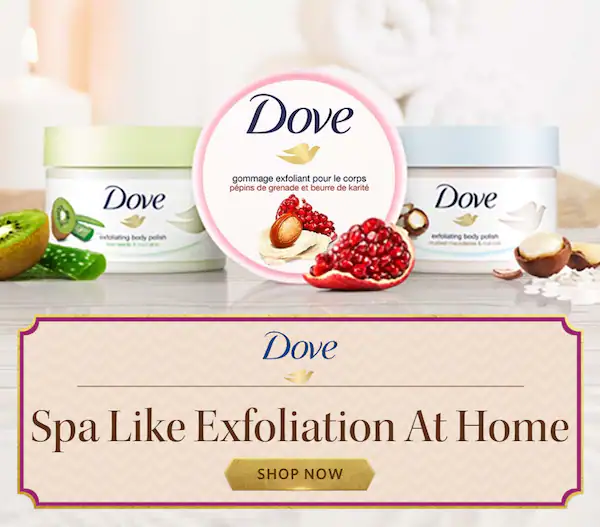 Dove
gommage exfoliant pour le corps
pépins de grenade et beurre de karité
Dove
exfoliating body polish
Dove
exfoliating body polish
Dove
Spa Like Exfoliation At Home
SHOP NOW